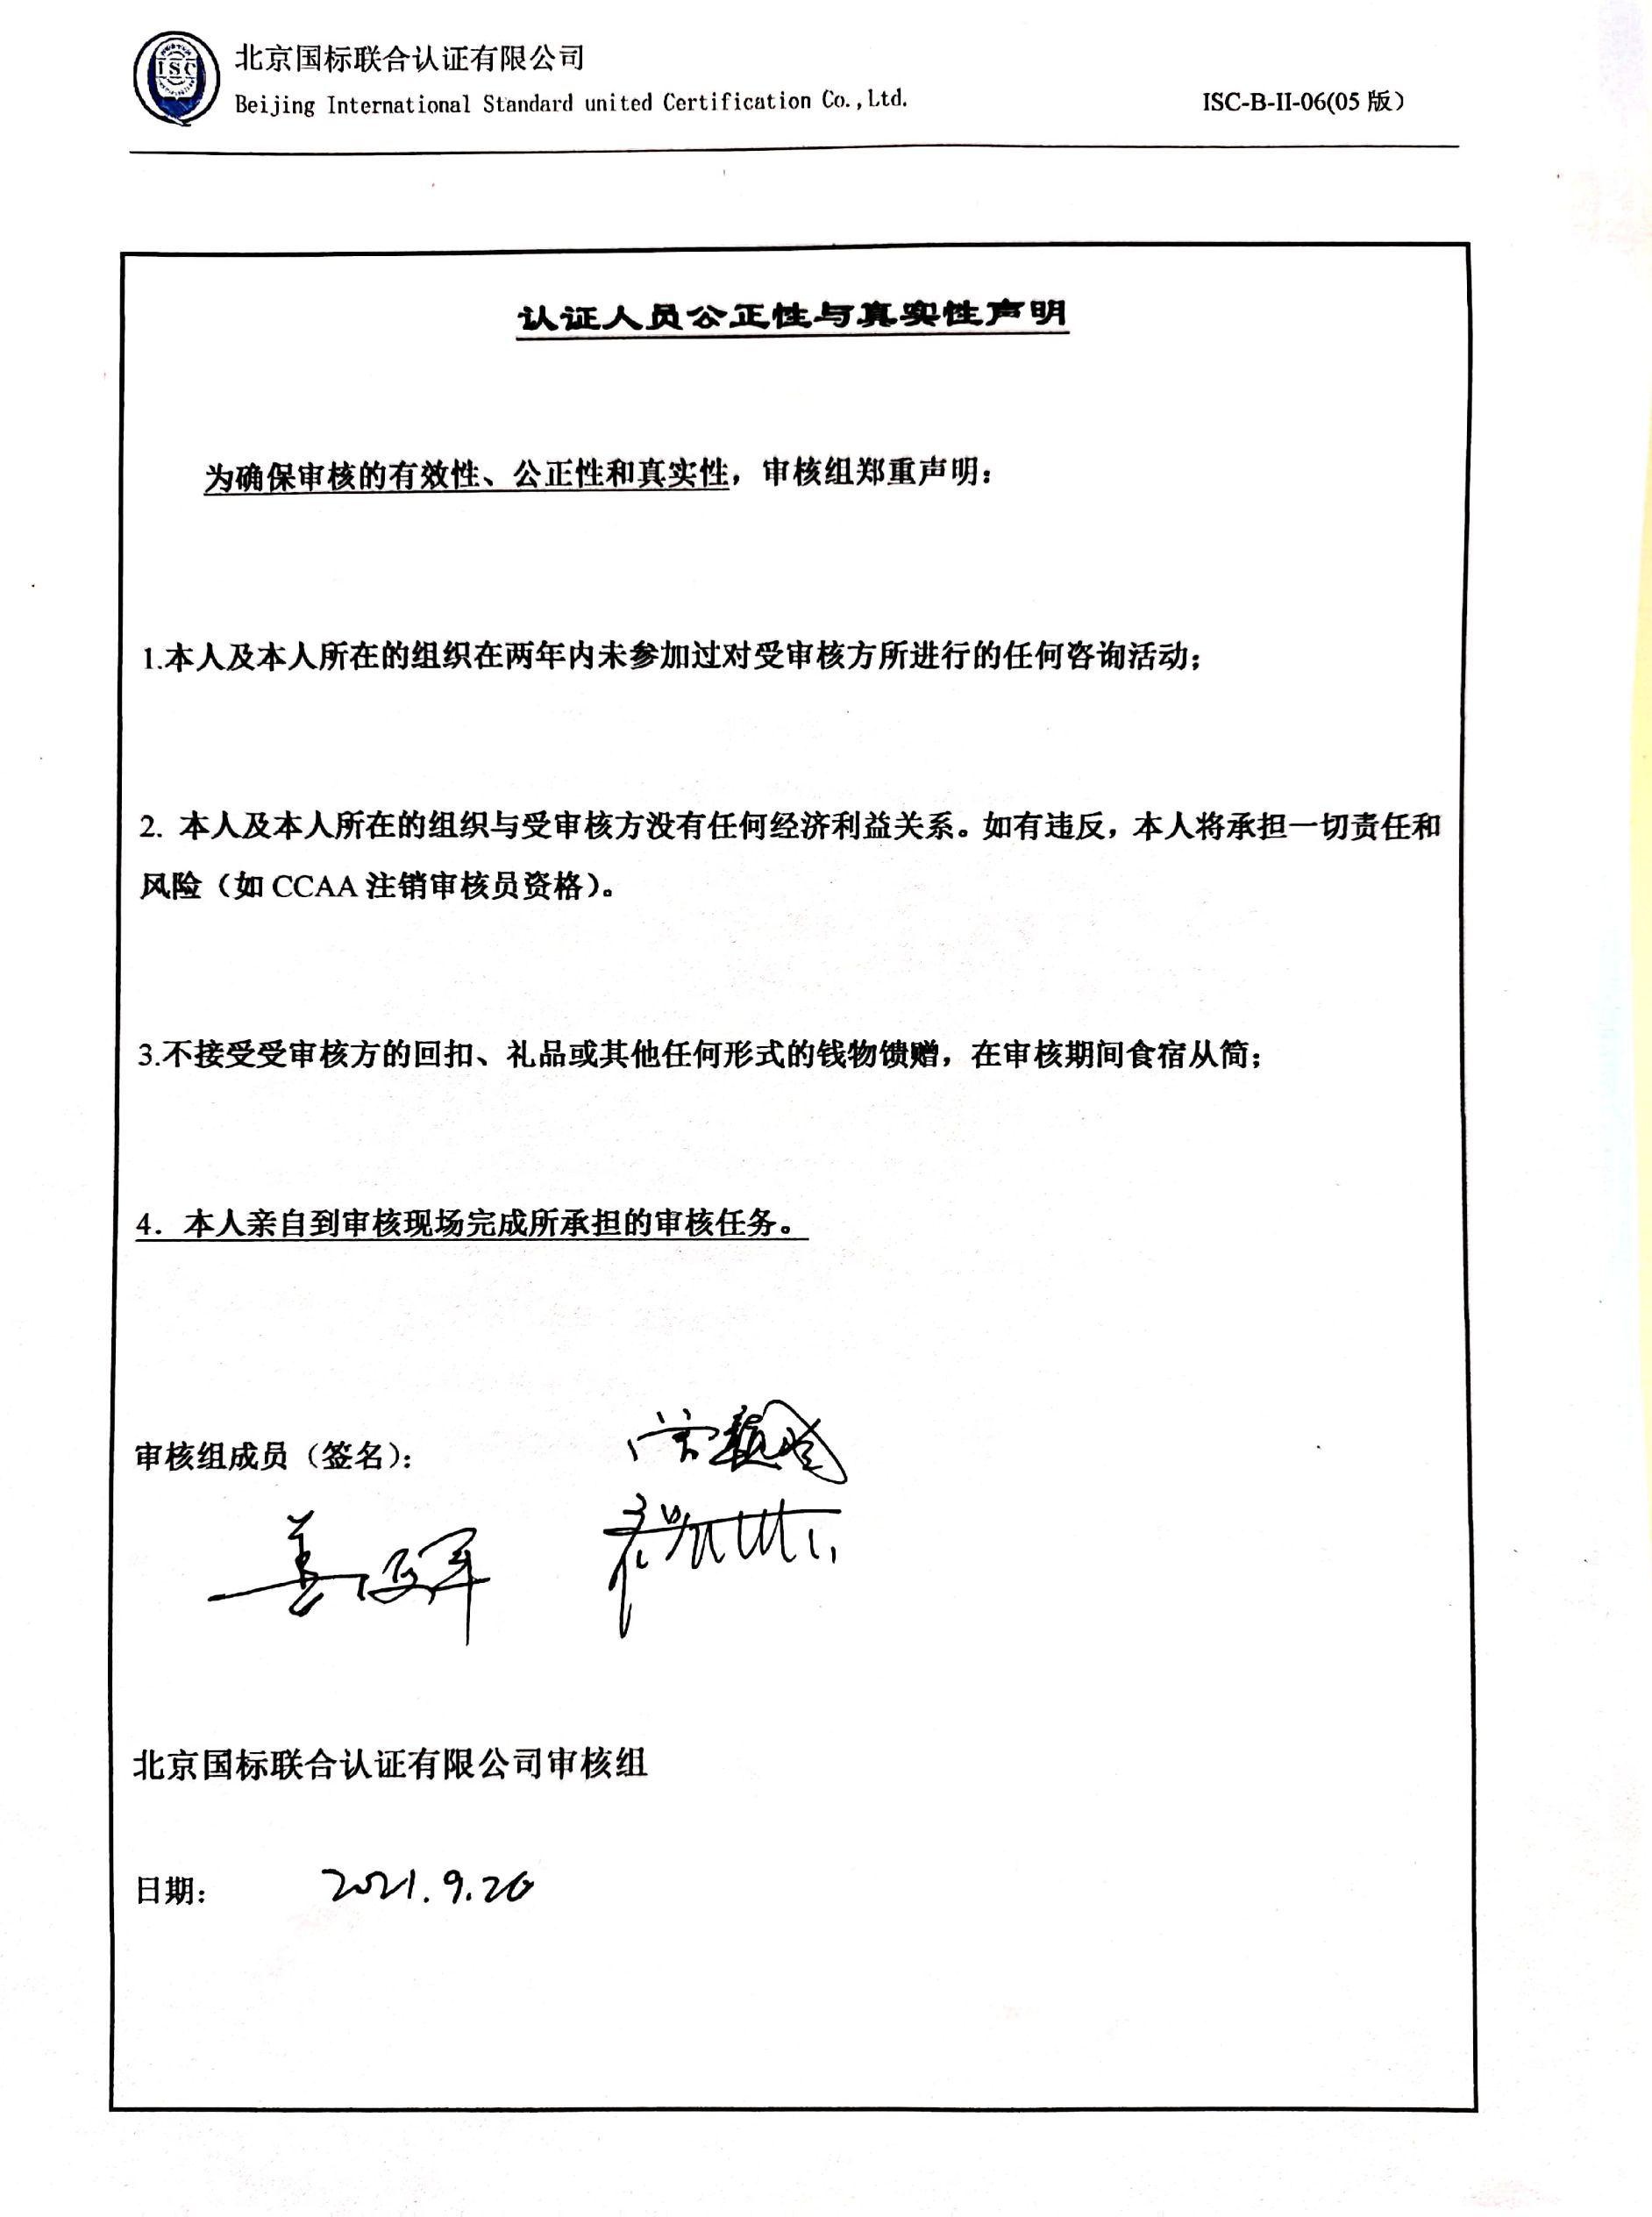 ISC
北京国标联合认证有限公司
Beijing International Standard united Certification Co.,Ltd.
ISC-B-II-06(05 版)
认证人员公正性与真实性声明
为确保审核的有效性、公正性和真实性，审核组郑重声明：
1.本人及本人所在的组织在两年内未参加过对受审核方所进行的任何咨询活动；
2. 本人及本人所在的组织与受审核方没有任何经济利益关系。如有违反，本人将承担一切责任和
风险（如 CCAA 注销审核员资格）。
3.不接受受审核方的回扣、礼品或其他任何形式的钱物馈赠，在审核期间食宿从简；
4. 本人亲自到审核现场完成所承担的审核任务。
审核组成员（签名）：
北京国标联合认证有限公司审核组
日期： 2021.9.26